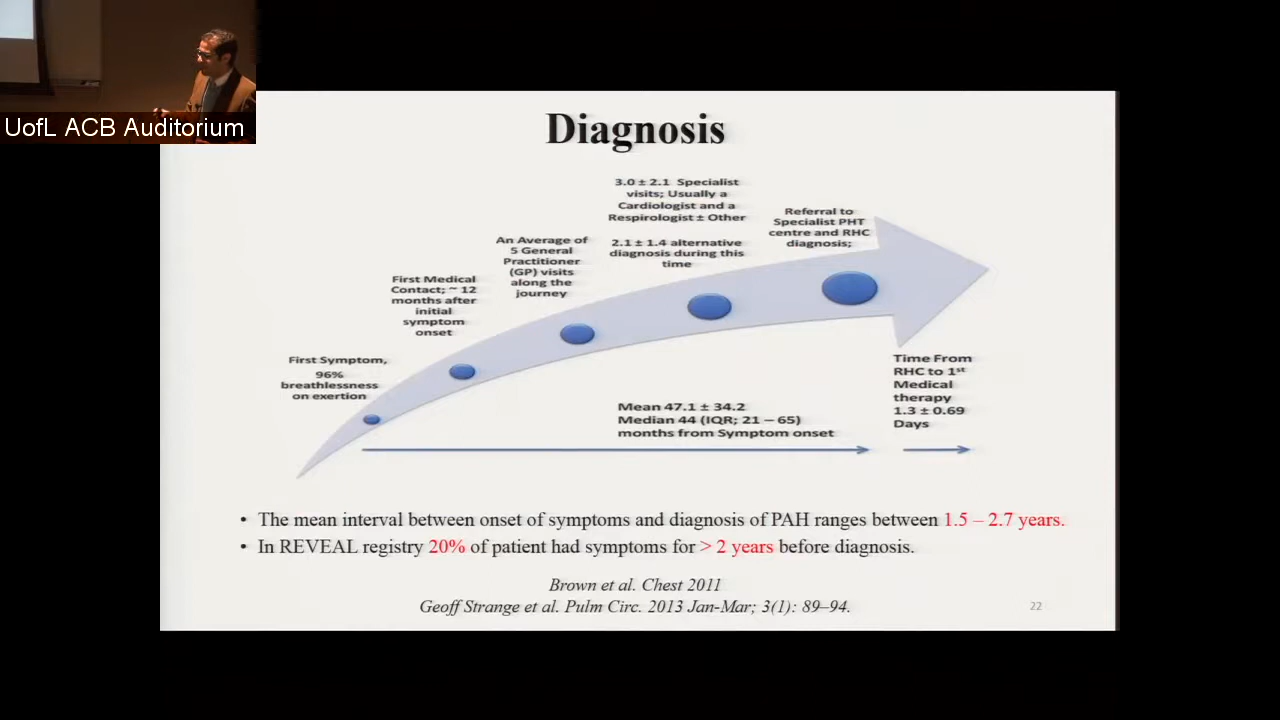 UofL ACB Auditorium
Diagnosis
3.0 ± 2.1 Specialist
visits; Usually a
Cardiologist and a
Respirologist ± Other
2.1 ± 1.4 alternative
diagnosis during this
time
Referral to
Specialist PHT
centre and RHC
diagnosis;
An Average of
5 General
Practitioner
(GP) visits
along the
journey
First Medical
Contact; ~ 12
months after
initial
symptom
onset
First Symptom,
96%
breathlessness
on exertion
Time From
RHC to 1st
Medical
therapy
1.3 ± 0.69
Days
Mean 47.1 ± 34.2
Median 44 (IQR; 21 – 65)
months from Symptom onset
• The mean interval between onset of symptoms and diagnosis of PAH ranges between 1.5 – 2.7 years.
• In REVEAL registry 20% of patient had symptoms for > 2 years before diagnosis.
Brown et al. Chest 2011
Geoff Strange et al. Pulm Circ. 2013 Jan-Mar; 3(1): 89–94.
22